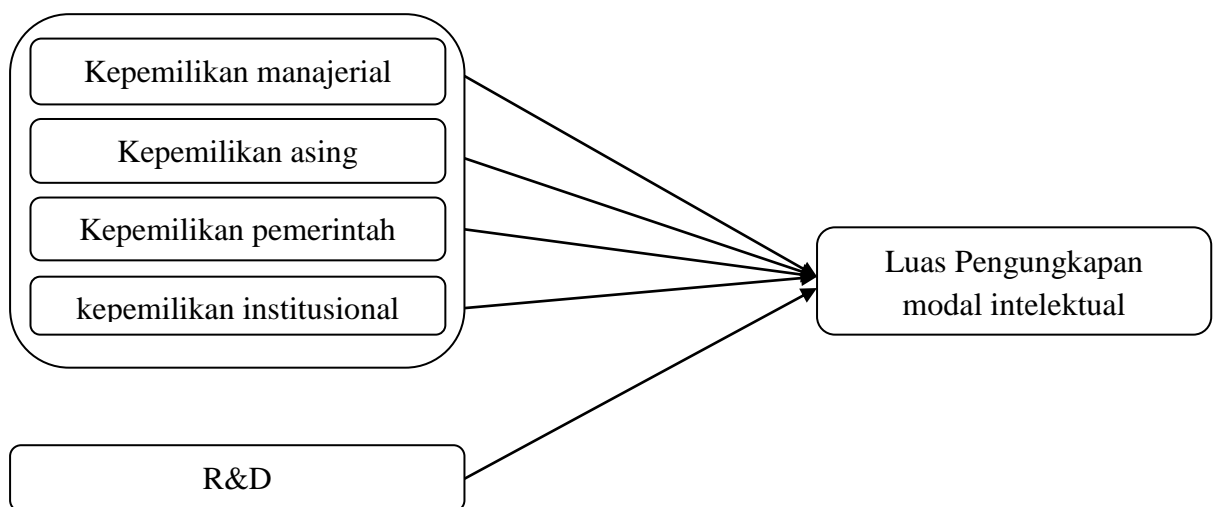 Kepemilikan manajerial
Kepemilikan asing
Kepemilikan pemerintah
kepemilikan institusional
R&D
Luas Pengungkapan
modal intelektual